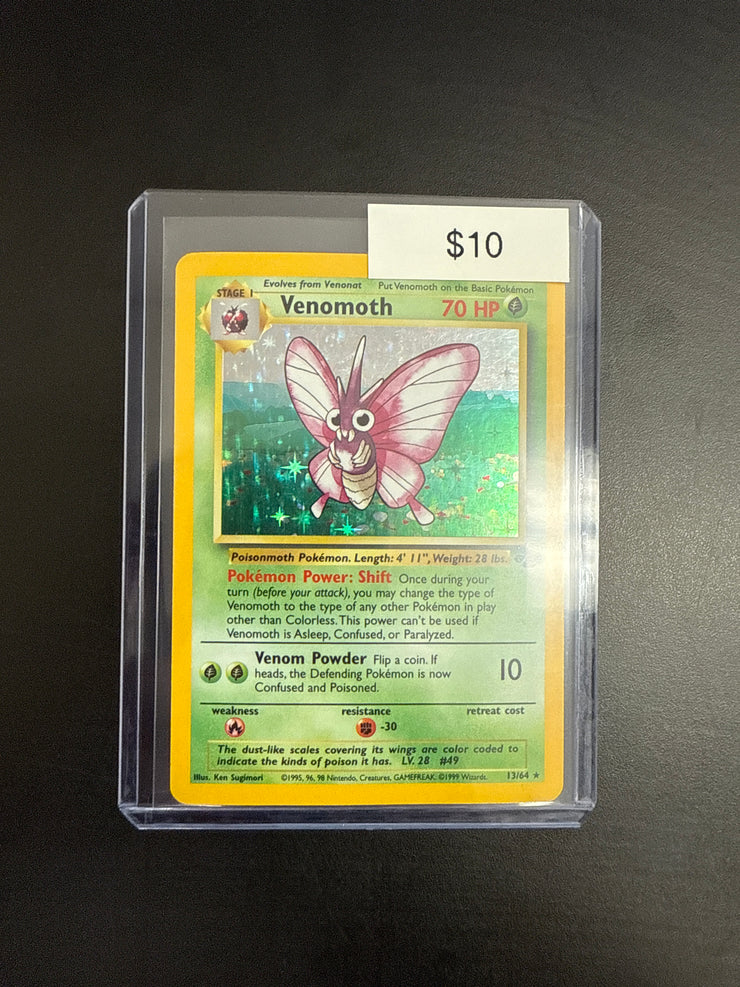 $10
Evolves from Venonat Put Venomoth on the Basic Pokémon
STAGE 1
Venomoth 70 HP
Poisonmoth Pokémon. Length: 4' 11", Weight: 28 lbs.
Pokémon Power: Shift Once during your
turn (before your attack), you may change the type of
Venomoth to the type of any other Pokémon in play
other than Colorless. This power can't be used if
Venomoth is Asleep, Confused, or Paralyzed.
Venom Powder Flip a coin. If
heads, the Defending Pokémon is now
Confused and Poisoned.
10
weakness resistance retreat cost
-30
The dust-like scales covering its wings are color coded to
indicate the kinds of poison it has. LV. 28 #49
Illus. Ken Sugimori ©1995, 96, 98 Nintendo, Creatures, GAMEFREAK. ©1999 Wizards. 13/64 ★